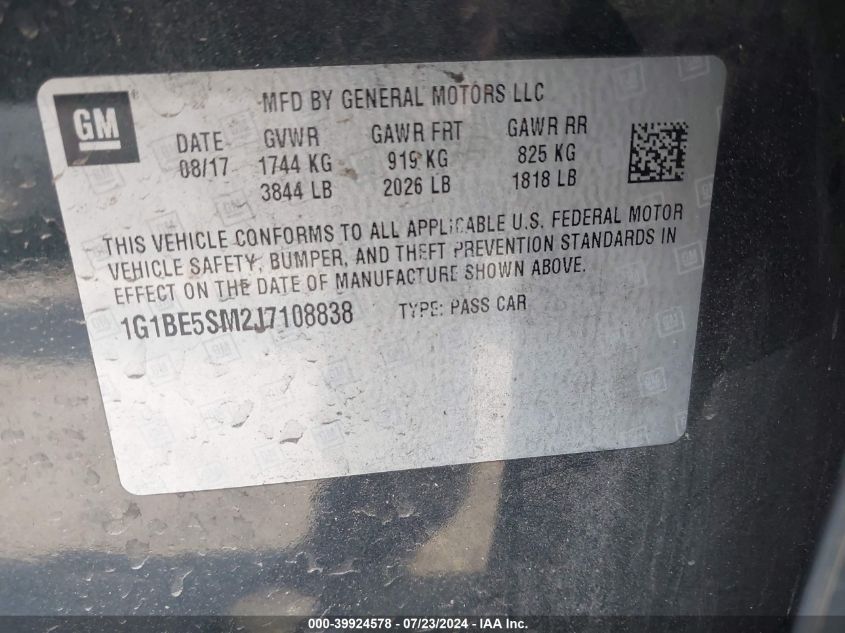 GM ®
MFD BY GENERAL MOTORS LLC
DATE GVWR GAWR FRT GAWR RR
08/17 1744 KG 919 KG 825 KG
3844 LB 2026 LB 1818 LB
THIS VEHICLE CONFORMS TO ALL APPLICABLE U.S. FEDERAL MOTOR
VEHICLE SAFETY, BUMPER, AND THEFT PREVENTION STANDARDS IN
EFFECT ON THE DATE OF MANUFACTURE SHOWN ABOVE.
1G1BE5SM2J7108838 TYPE: PASS CAR
000-39924578 - 07/23/2024 - IAA Inc.